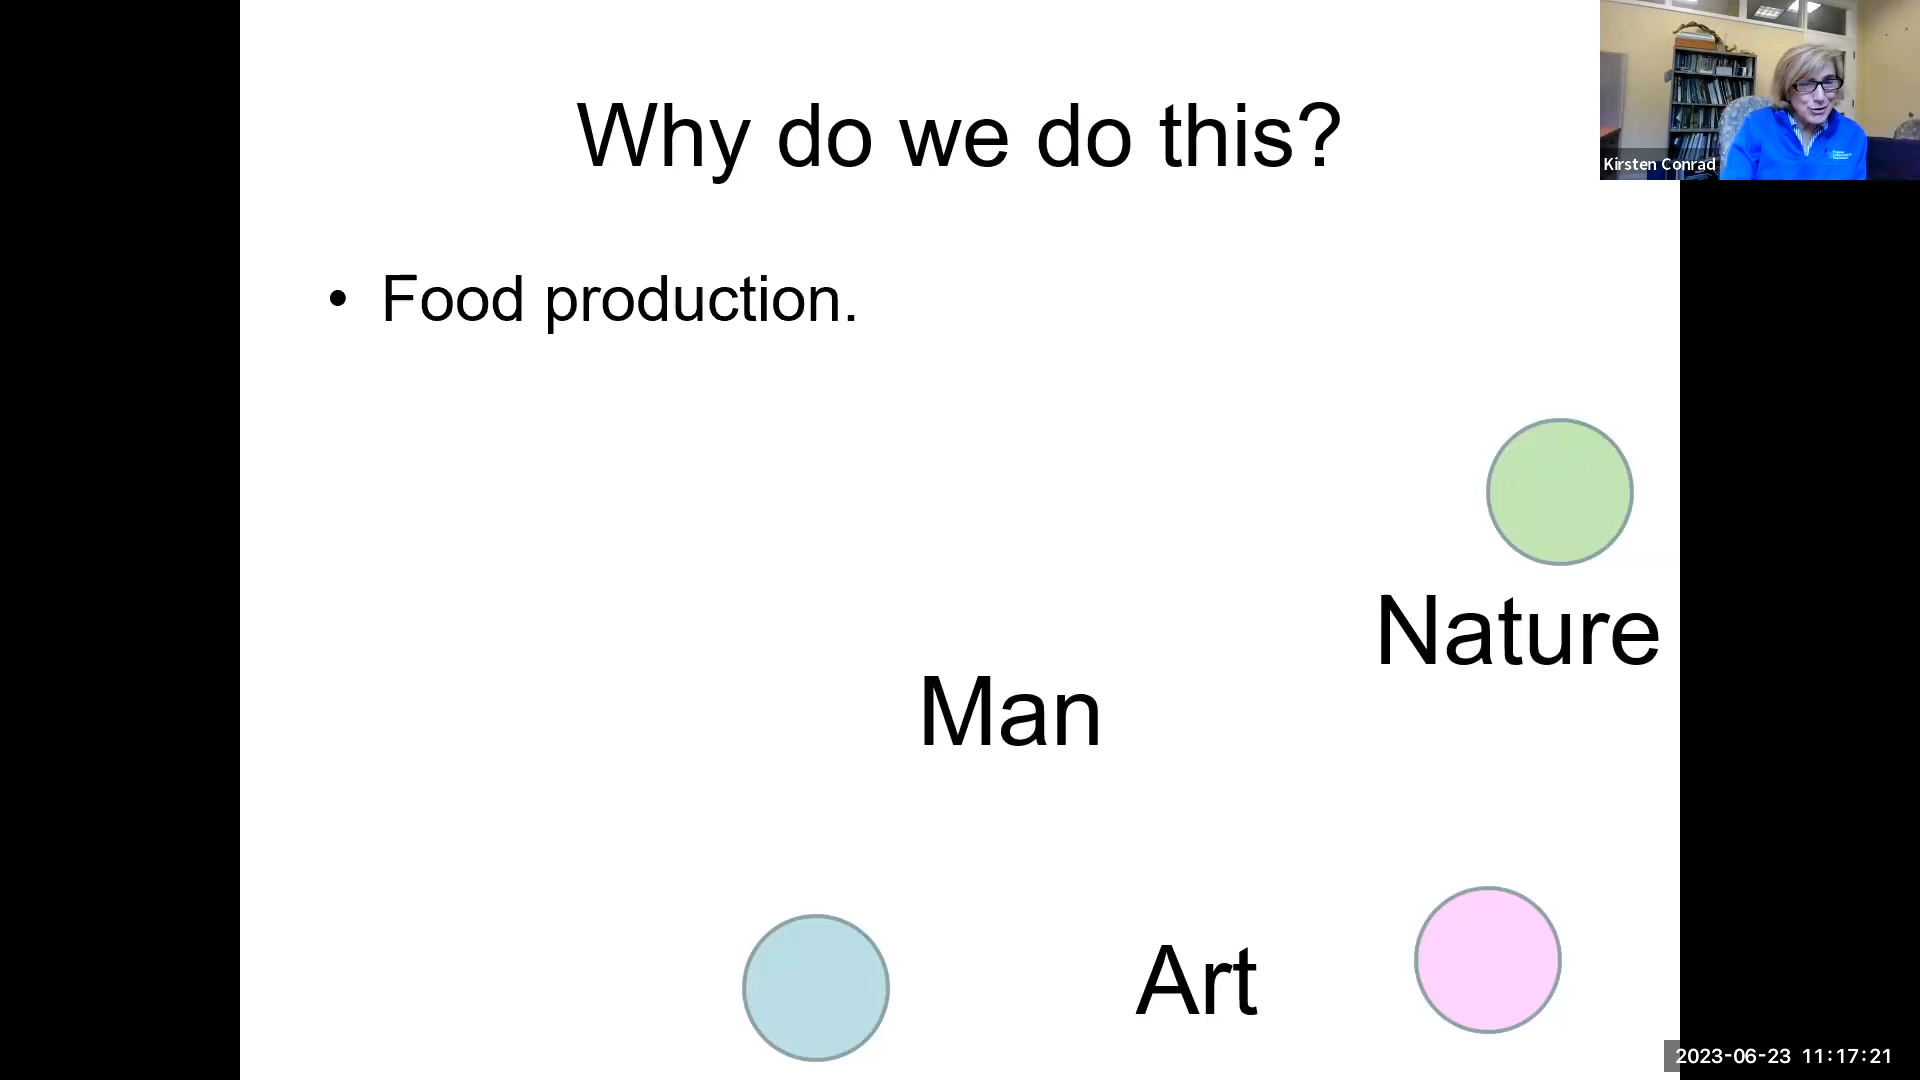 Why do we do this?
Kirsten Conrad
• Food production.
Nature
Man
Art
2023-06-23 11:17:21